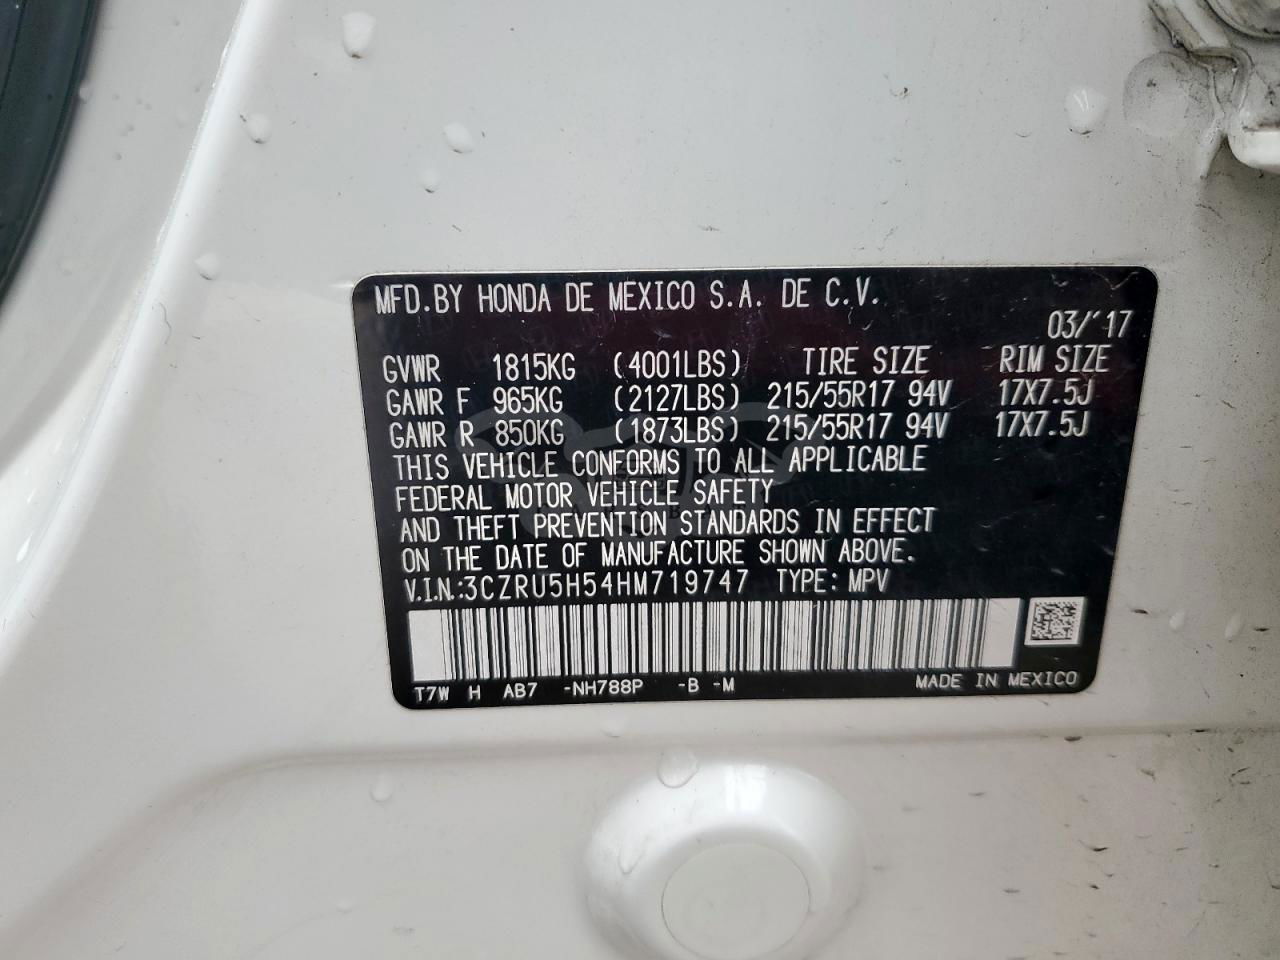 MFD.BY HONDA DE MEXICO S.A. DE C.V.
03/'17
GVWR 1815KG (4001LBS) TIRE SIZE RIM SIZE
GAWR F 965KG (2127LBS) 215/55R17 94V 17X7.5J
GAWR R 850KG (1873LBS) 215/55R17 94V 17X7.5J
THIS VEHICLE CONFORMS TO ALL APPLICABLE
FEDERAL MOTOR VEHICLE SAFETY
AND THEFT PREVENTION STANDARDS IN EFFECT
ON THE DATE OF MANUFACTURE SHOWN ABOVE.
V.I.N.:3CZRU5H54HM719747 TYPE: MPV
T7W H AB7 -NH788P -B -M MADE IN MEXICO